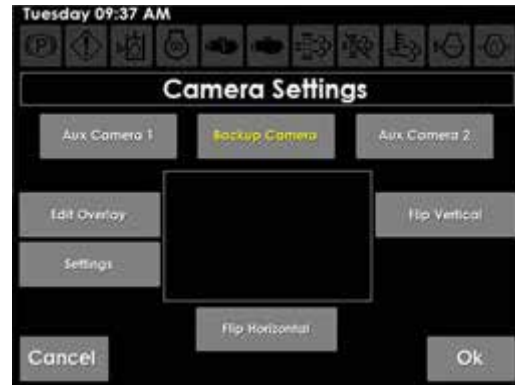 Tuesday 09:37 AM
(P)
Camera Settings
Aux Camera 1 Backup Camera Aux Camera 2
Edit Overlay Flip Vertical
Settings
Flip Horizontal
Cancel Ok